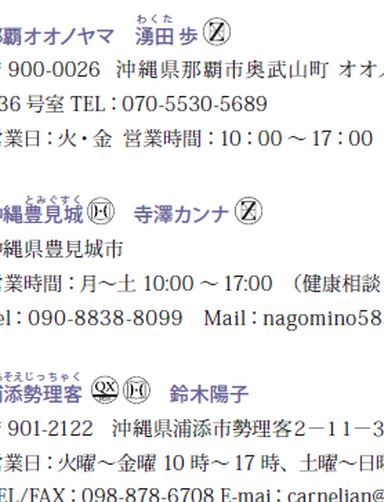 わくた
覇オオノヤマ 湧田 歩 Ⓩ
〒900-0026 沖縄県那覇市奥武山町 オオノ
36 号室 TEL：070-5530-5689
営業日：火・金 営業時間：10：00 〜 17：00
とみぐすく
沖縄豊見城 寺澤カンナ Ⓩ
沖縄県豊見城市
営業時間：月〜土 10:00 〜 17:00 （健康相談
el：090-8838-8099 Mail：nagomino58
そえじっちゃく
浦添勢理客 QX 鈴木陽子
〒901-2122 沖縄県浦添市勢理客2−11−3
営業日：火曜〜金曜 10 時〜 17 時、土曜〜日曜
TEL/FAX：098-878-6708 E-mai：carnelian@